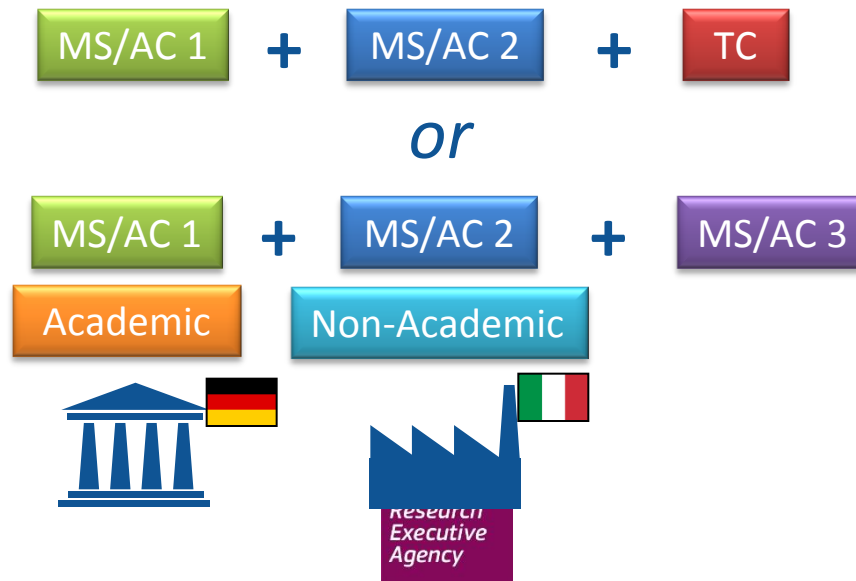 MS/AC 1 + MS/AC 2 + TC
or
MS/AC 1 + MS/AC 2 + MS/AC 3
Academic Non-Academic
Research
Executive
Agency